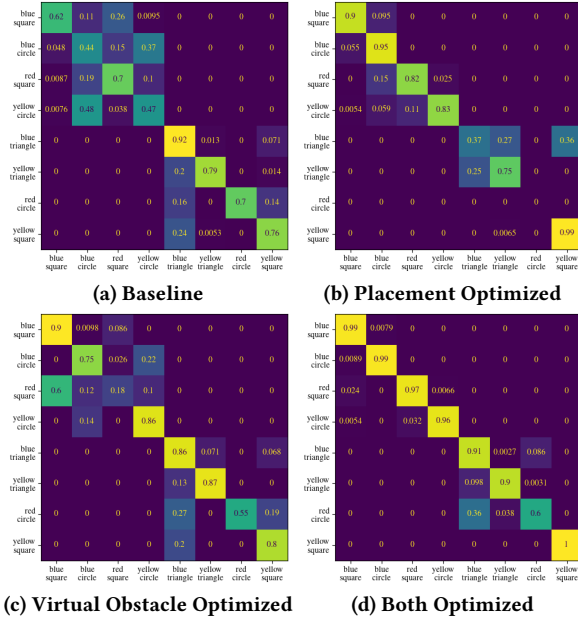 blue square 0.62 0.11 0.26 0.0095 0 0 0 0
blue circle 0.048 0.44 0.15 0.37 0 0 0 0
red square 0.0087 0.19 0.7 0.1 0 0 0 0
yellow circle 0.0076 0.48 0.038 0.47 0 0 0 0
blue triangle 0 0 0 0 0.92 0.013 0 0.071
yellow triangle 0 0 0 0 0.2 0.79 0 0.014
red circle 0 0 0 0 0.16 0 0.7 0.14
yellow square 0 0 0 0 0.24 0.0053 0 0.76
blue blue red yellow blue yellow red yellow
square circle square circle triangle triangle circle square
(a) Baseline
blue square 0.9 0.095 0 0 0 0 0 0
blue circle 0.055 0.95 0 0 0 0 0 0
red square 0 0.15 0.82 0.025 0 0 0 0
yellow circle 0.0054 0.059 0.11 0.83 0 0 0 0
blue triangle 0 0 0 0 0.37 0.27 0 0.36
yellow triangle 0 0 0 0 0.25 0.75 0 0
red circle
yellow square 0 0 0 0 0 0.0065 0 0.99
blue blue red yellow blue yellow red yellow
square circle square circle triangle triangle circle square
(b) Placement Optimized
blue square 0.9 0.0098 0.086 0 0 0 0 0
blue circle 0 0.75 0.026 0.22 0 0 0 0
red square 0.6 0.12 0.18 0.1 0 0 0 0
yellow circle 0 0.14 0 0.86 0 0 0 0
blue triangle 0 0 0 0 0.86 0.071 0 0.068
yellow triangle 0 0 0 0 0.13 0.87 0 0
red circle 0 0 0 0 0.27 0 0.55 0.19
yellow square 0 0 0 0 0.2 0 0 0.8
blue blue red yellow blue yellow red yellow
square circle square circle triangle triangle circle square
(c) Virtual Obstacle Optimized
blue square 0.99 0.0079 0 0 0 0 0 0
blue circle 0.0089 0.99 0 0 0 0 0 0
red square 0.024 0 0.97 0.0066 0 0 0 0
yellow circle 0.0054 0 0.032 0.96 0 0 0 0
blue triangle 0 0 0 0 0.91 0.0027 0.086 0
yellow triangle 0 0 0 0 0.098 0.9 0.0031 0
red circle 0 0 0 0 0.36 0.038 0.6 0
yellow square 0 0 0 0 0 0 0 1
blue blue red yellow blue yellow red yellow
square circle square circle triangle triangle circle square
(d) Both Optimized